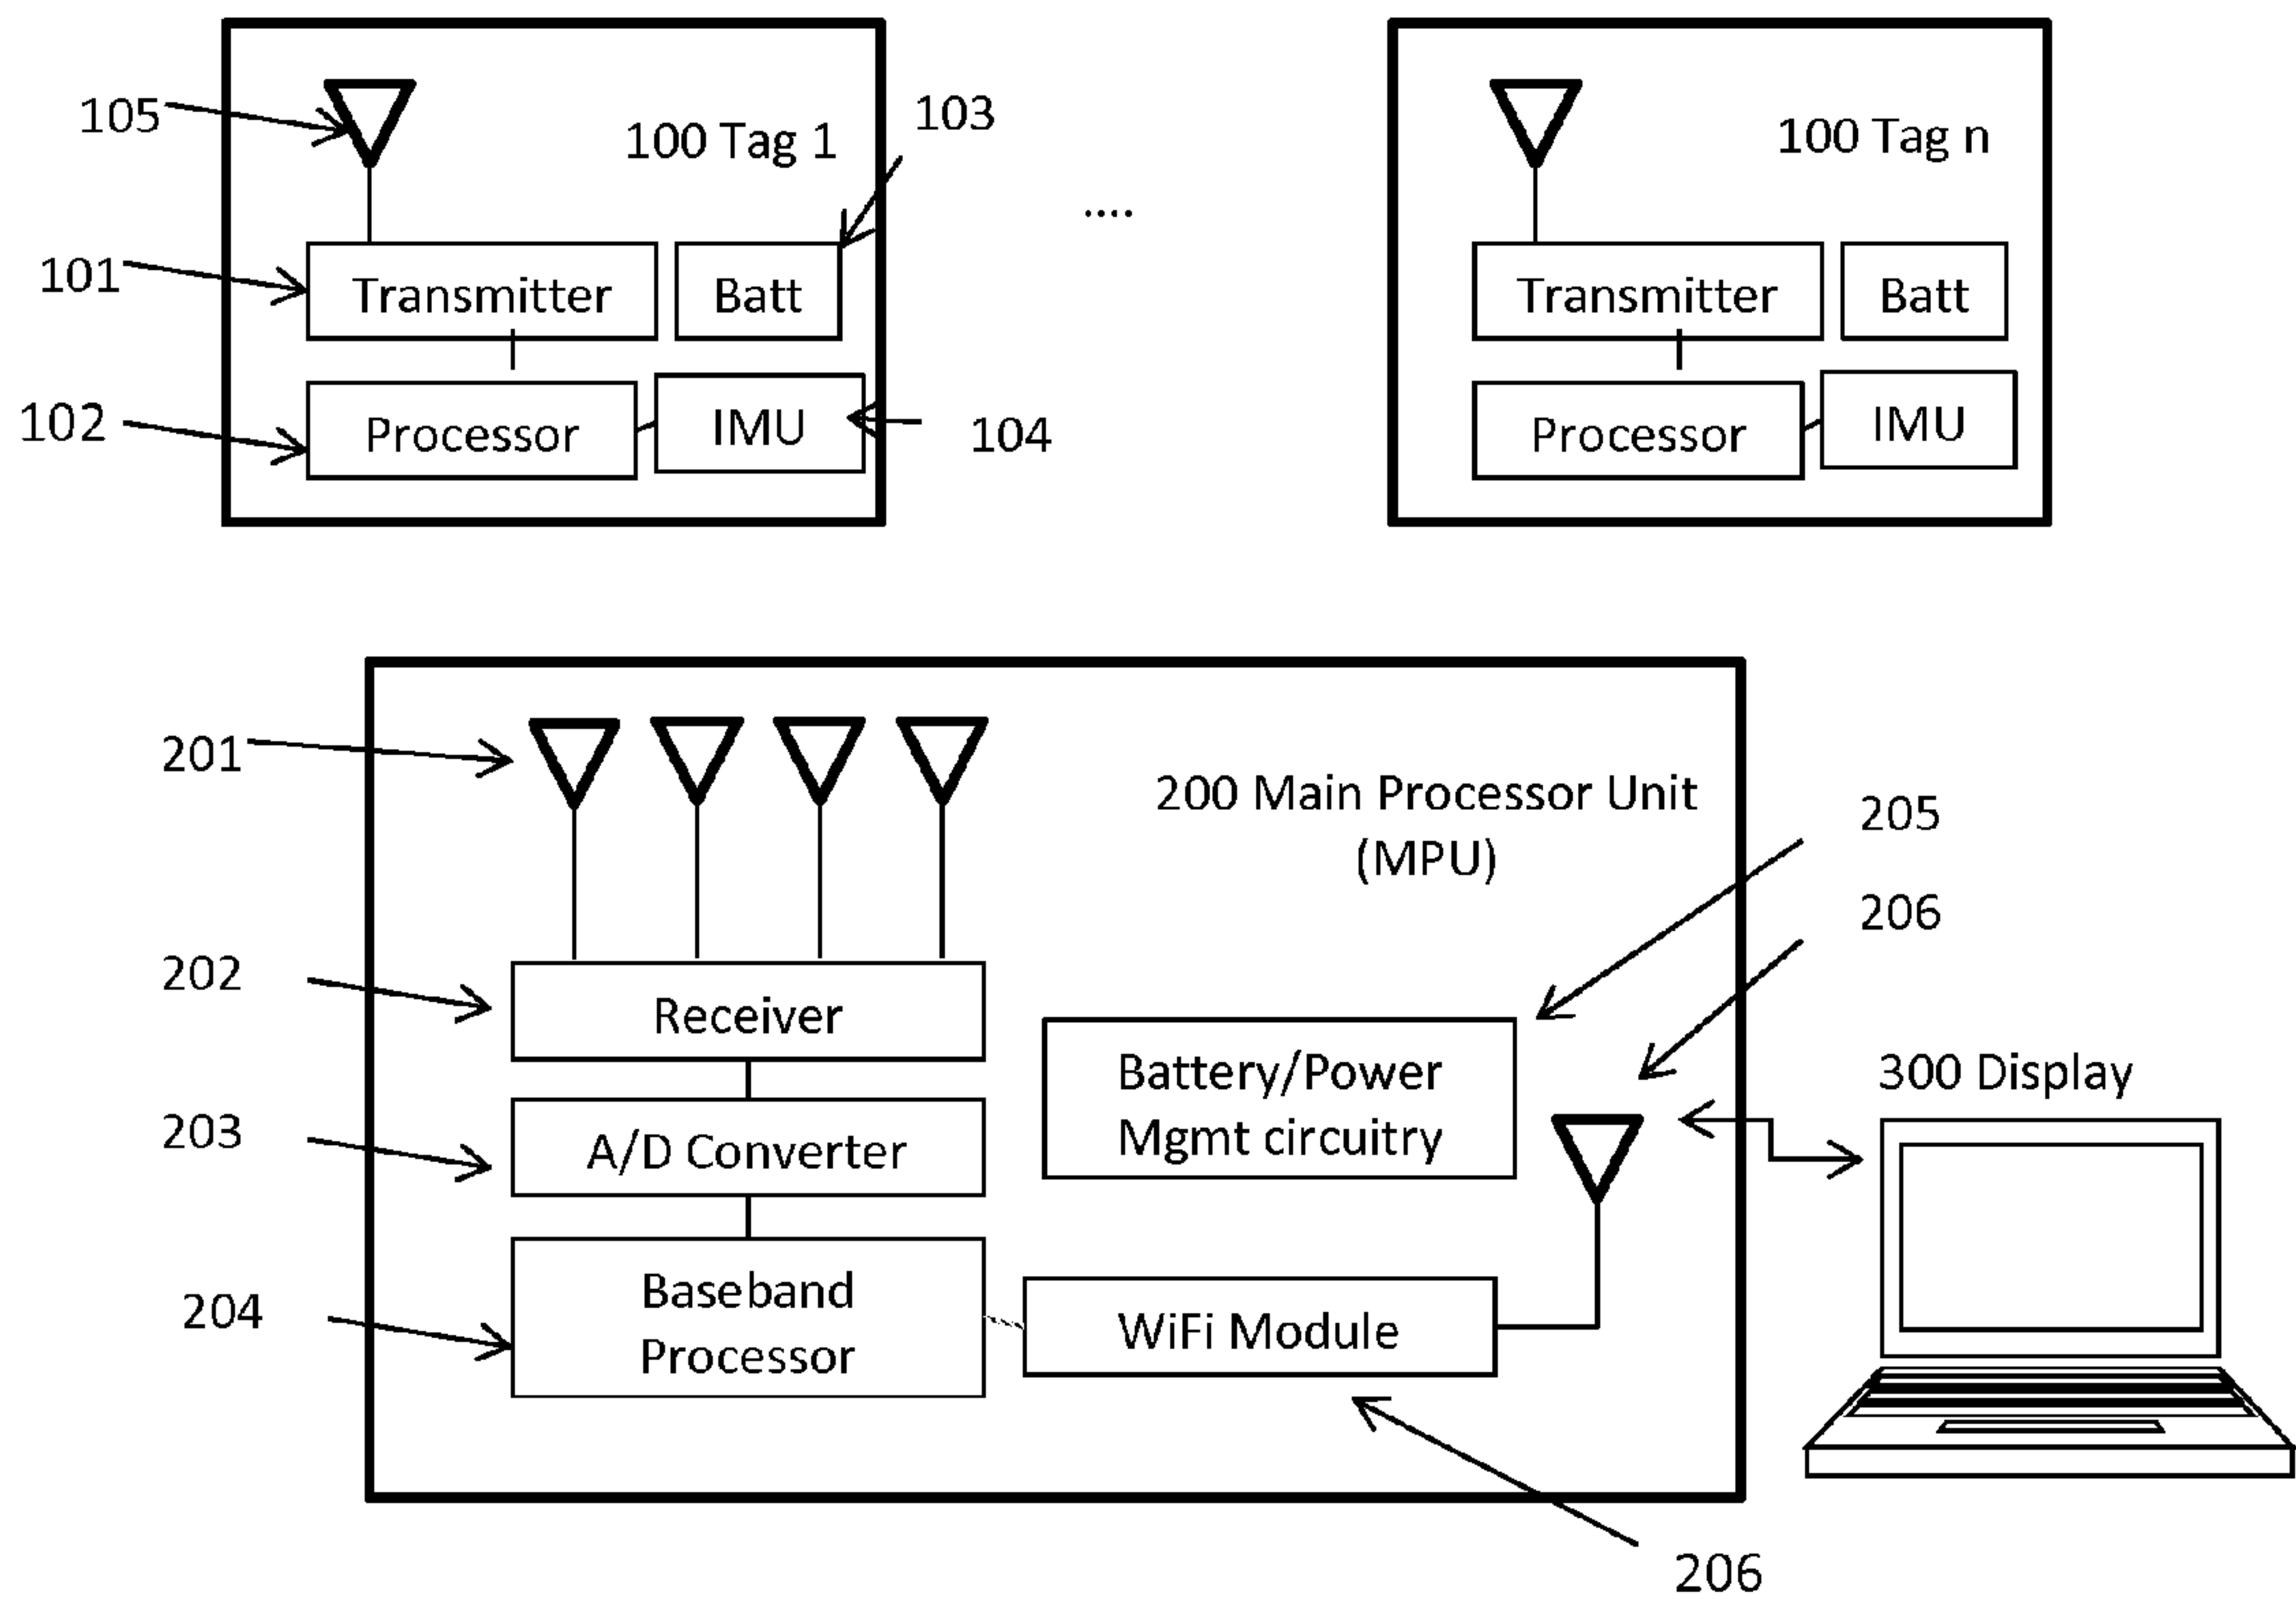 105
100 Tag 1
103
101
Transmitter
Batt
102
Processor
IMU
104
....
100 Tag n
Transmitter
Batt
Processor
IMU
201
200 Main Processor Unit
(MPU)
205
206
202
Receiver
Battery/Power
Mgmt circuitry
300 Display
203
A/D Converter
204
Baseband
Processor
WiFi Module
206